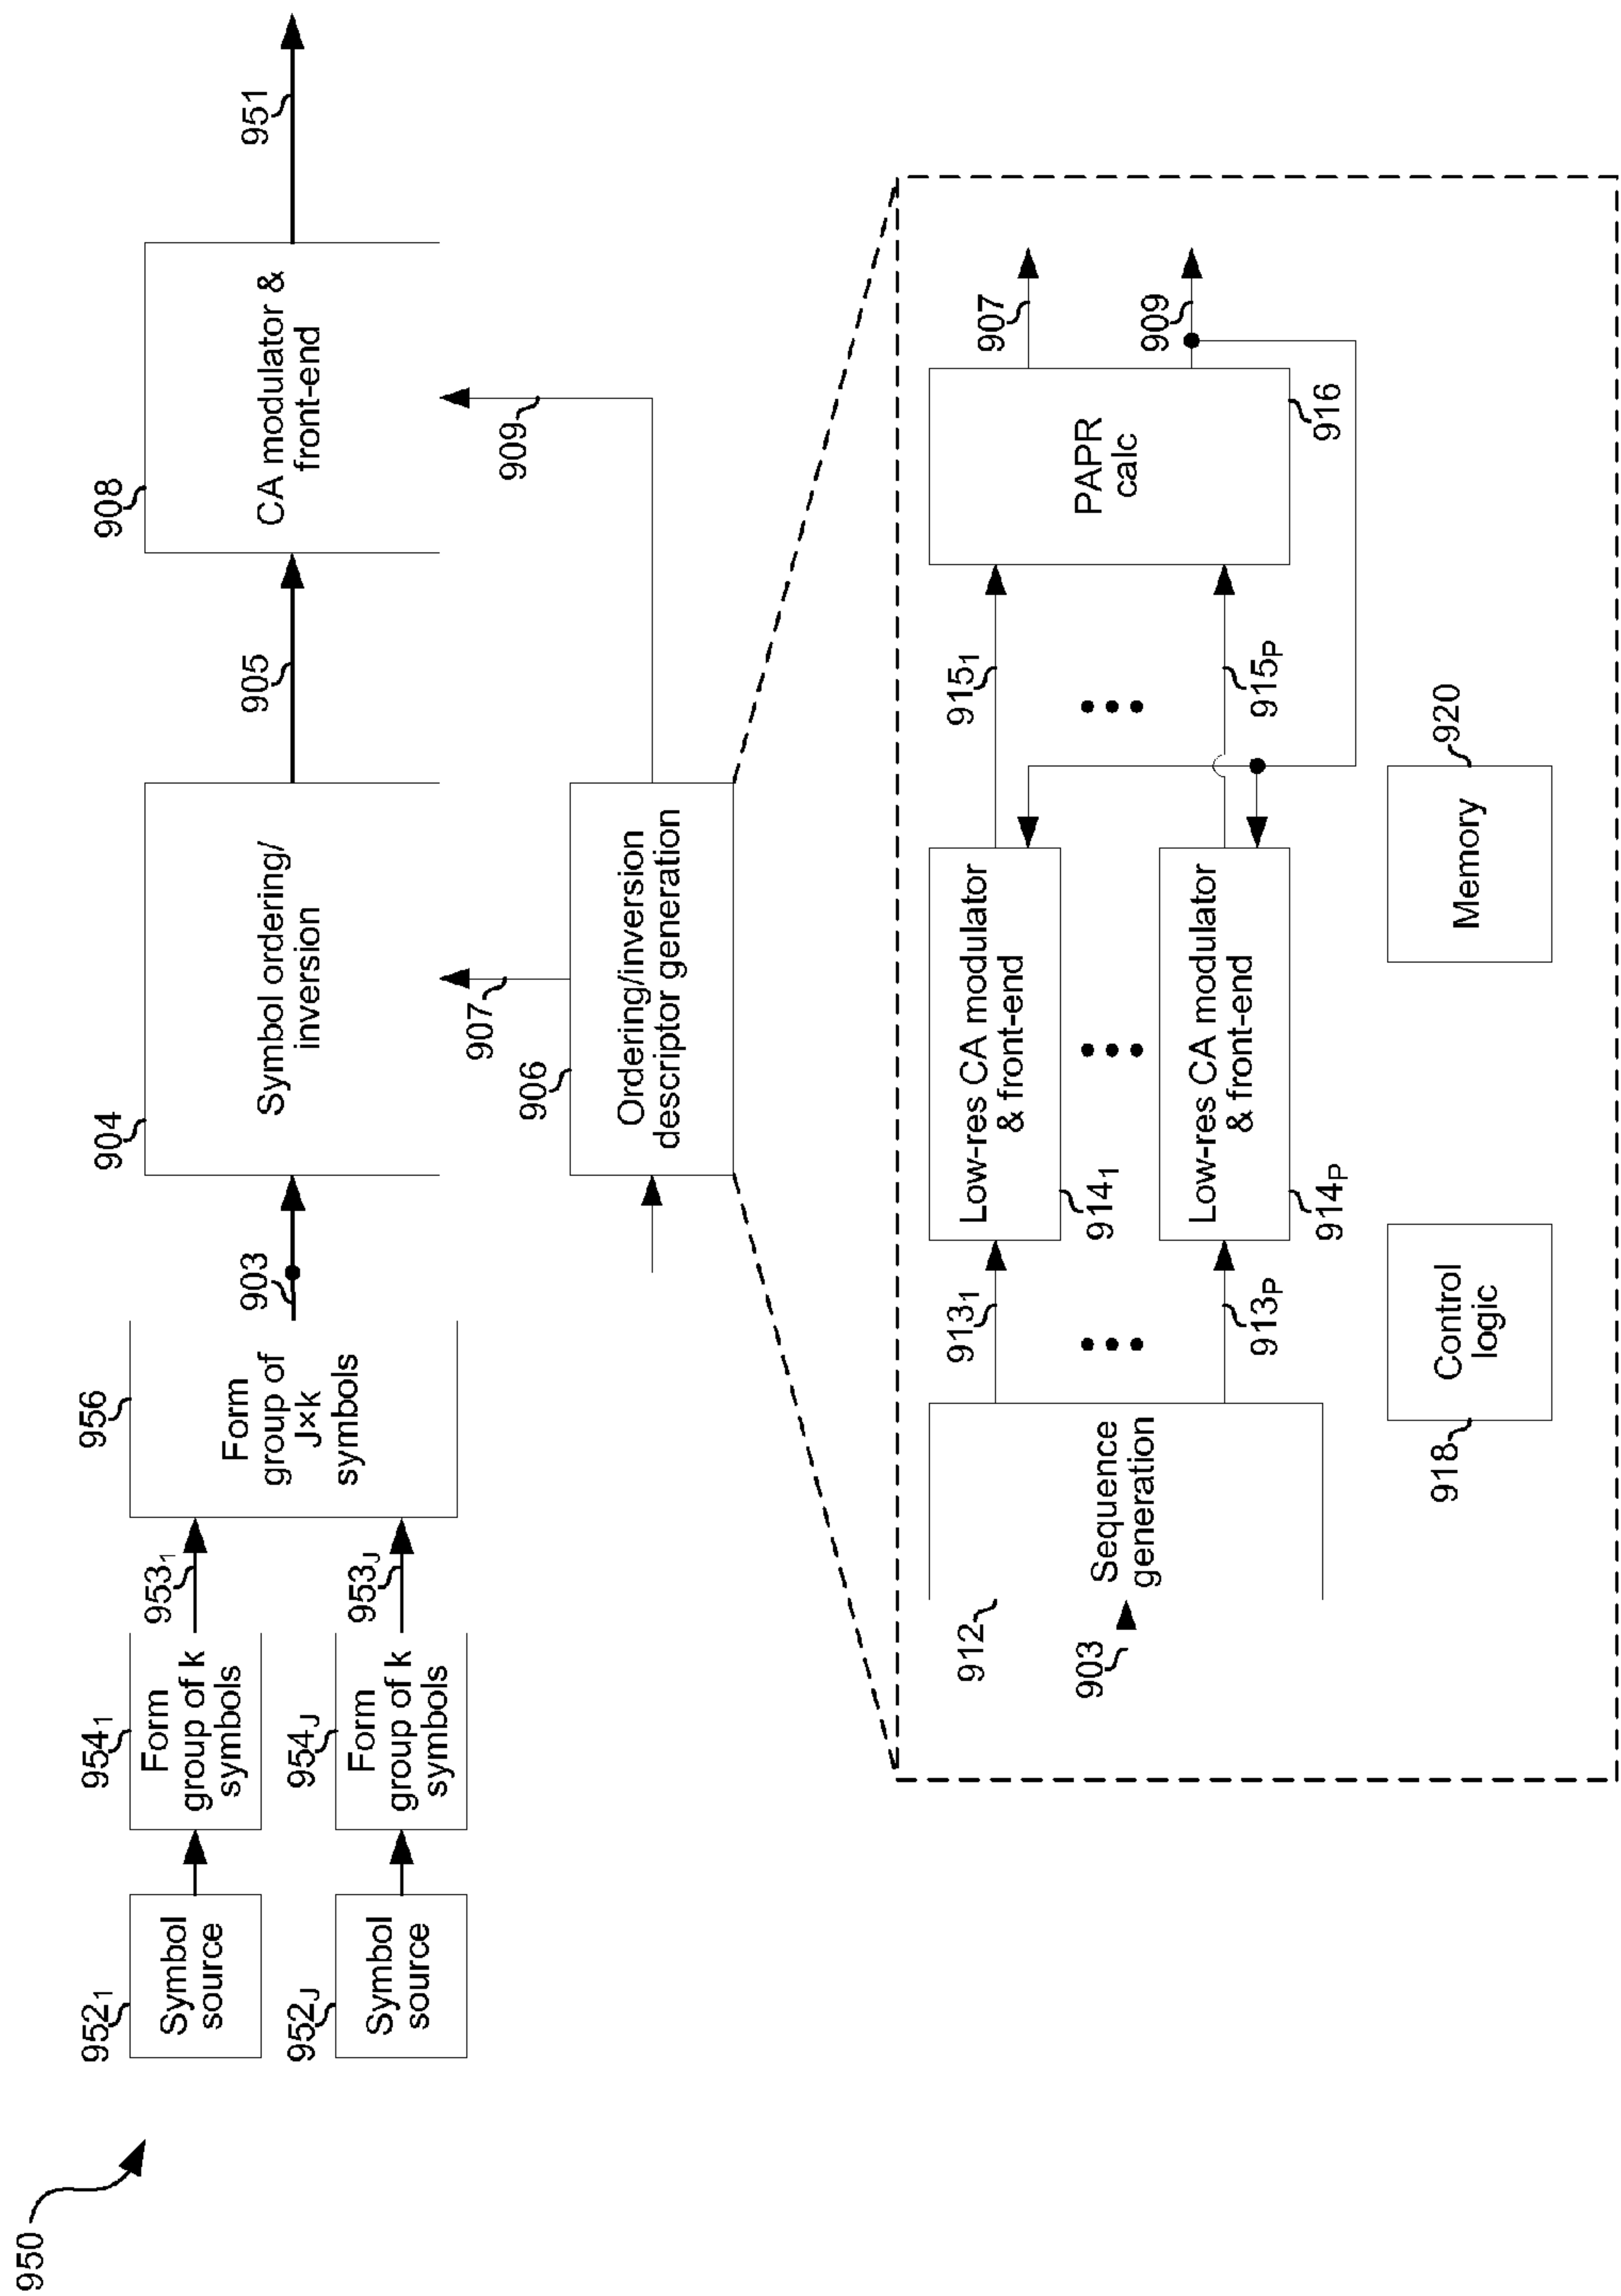 950
952₁
Symbol
source
952J
Symbol
source
954₁
Form
group of k
symbols
954J
Form
group of k
symbols
953₁
953J
956
Form
group of
J×k
symbols
903
904
Symbol ordering/
inversion
905
908
CA modulator &
front-end
951
907
909
906
Ordering/inversion
descriptor generation
903
912
Sequence
generation
913₁
913P
Low-res CA modulator
& front-end
914₁
Low-res CA modulator
& front-end
914P
915₁
915P
PAPR
calc
916
907
909
918
Control
logic
920
Memory